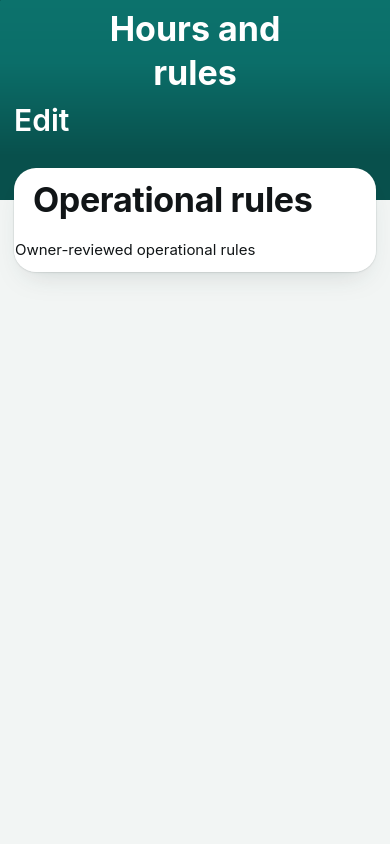 Hours and
rules
Edit
Operational rules
Owner-reviewed operational rules